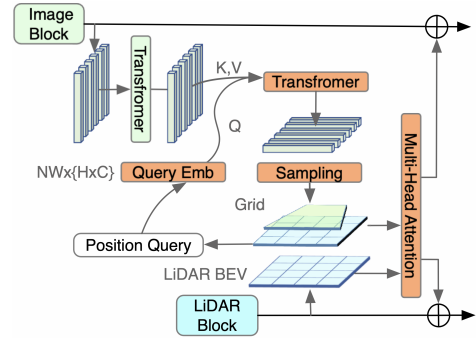 Image
Block
Transfromer
K,V
Transfromer
Q
NWx{HxC}
Query Emb
Sampling
Grid
Position Query
LiDAR BEV
Multi-Head Attention
LiDAR
Block